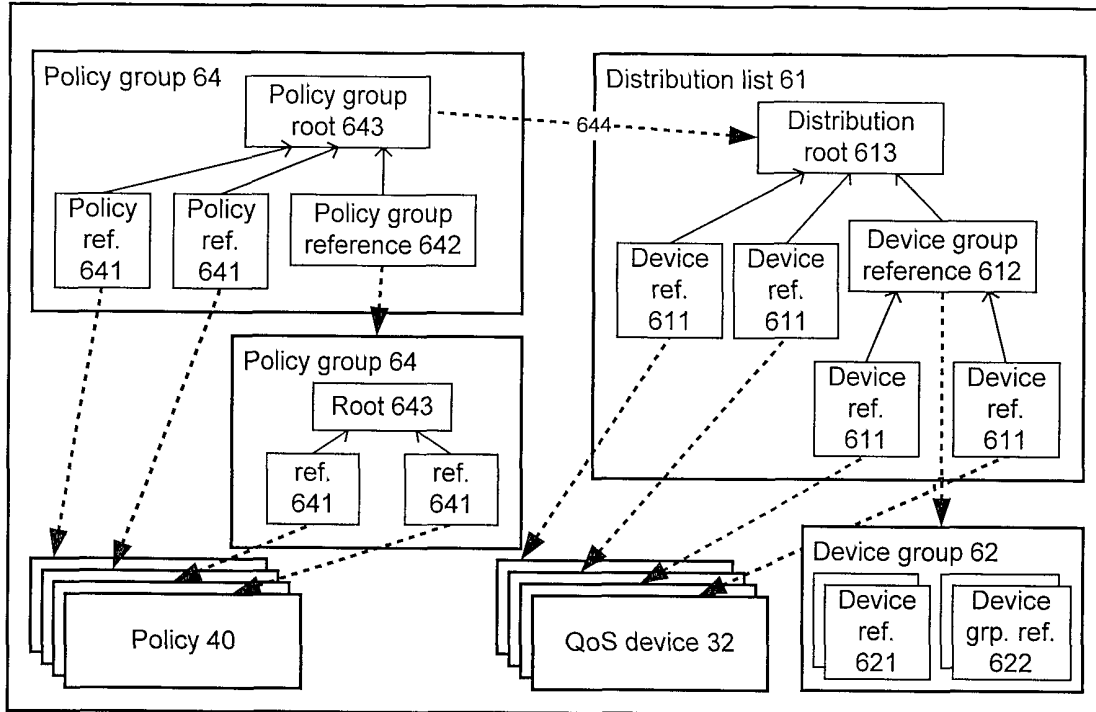 Policy group 64
Policy group
root 643
Policy
ref.
641
Policy
ref.
641
Policy group
reference 642
644
Distribution list 61
Distribution
root 613
Device
ref.
611
Device
ref.
611
Device group
reference 612
Device
ref.
611
Device
ref.
611
Policy group 64
Root 643
ref.
641
ref.
641
Policy 40
QoS device 32
Device group 62
Device
ref.
621
Device
grp. ref.
622